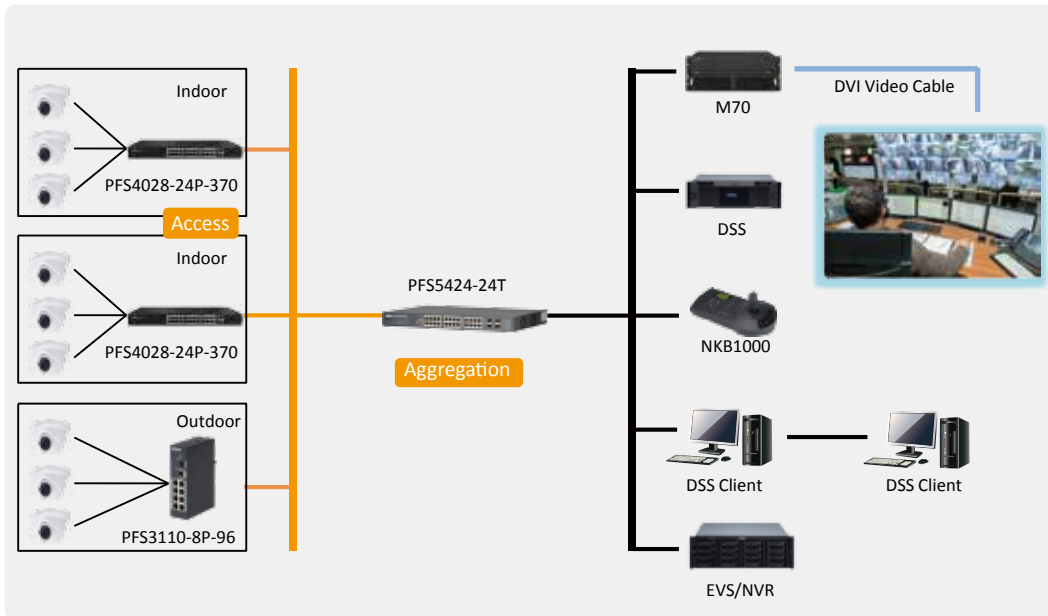 Indoor
PFS4028-24P-370
Access
Indoor
PFS4028-24P-370
Outdoor
PFS3110-8P-96
PFS5424-24T
Aggregation
M70
DVI Video Cable
DSS
NKB1000
DSS Client
DSS Client
EVS/NVR